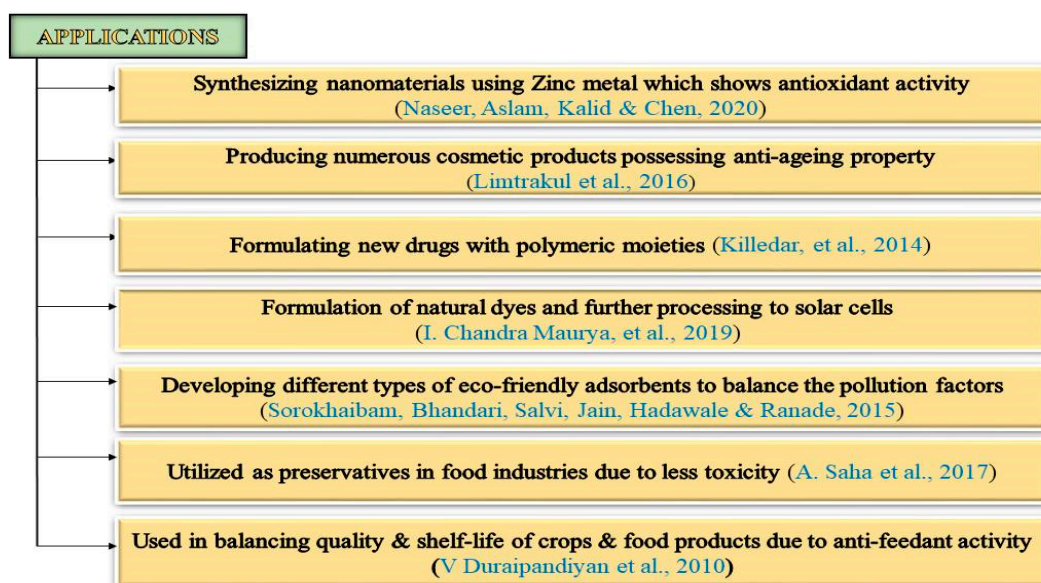 APPLICATIONS
Synthesizing nanomaterials using Zinc metal which shows antioxidant activity
(Naseer, Aslam, Kalid & Chen, 2020)
Producing numerous cosmetic products possessing anti-ageing property
(Limtrakul et al., 2016)
Formulating new drugs with polymeric moieties (Killedar, et al., 2014)
Formulation of natural dyes and further processing to solar cells
(I. Chandra Maurya, et al., 2019)
Developing different types of eco-friendly adsorbents to balance the pollution factors
(Sorokhaibam, Bhandari, Salvi, Jain, Hadawale & Ranade, 2015)
Utilized as preservatives in food industries due to less toxicity (A. Saha et al., 2017)
Used in balancing quality & shelf-life of crops & food products due to anti-feedant activity
(V Duraipandiyan et al., 2010)